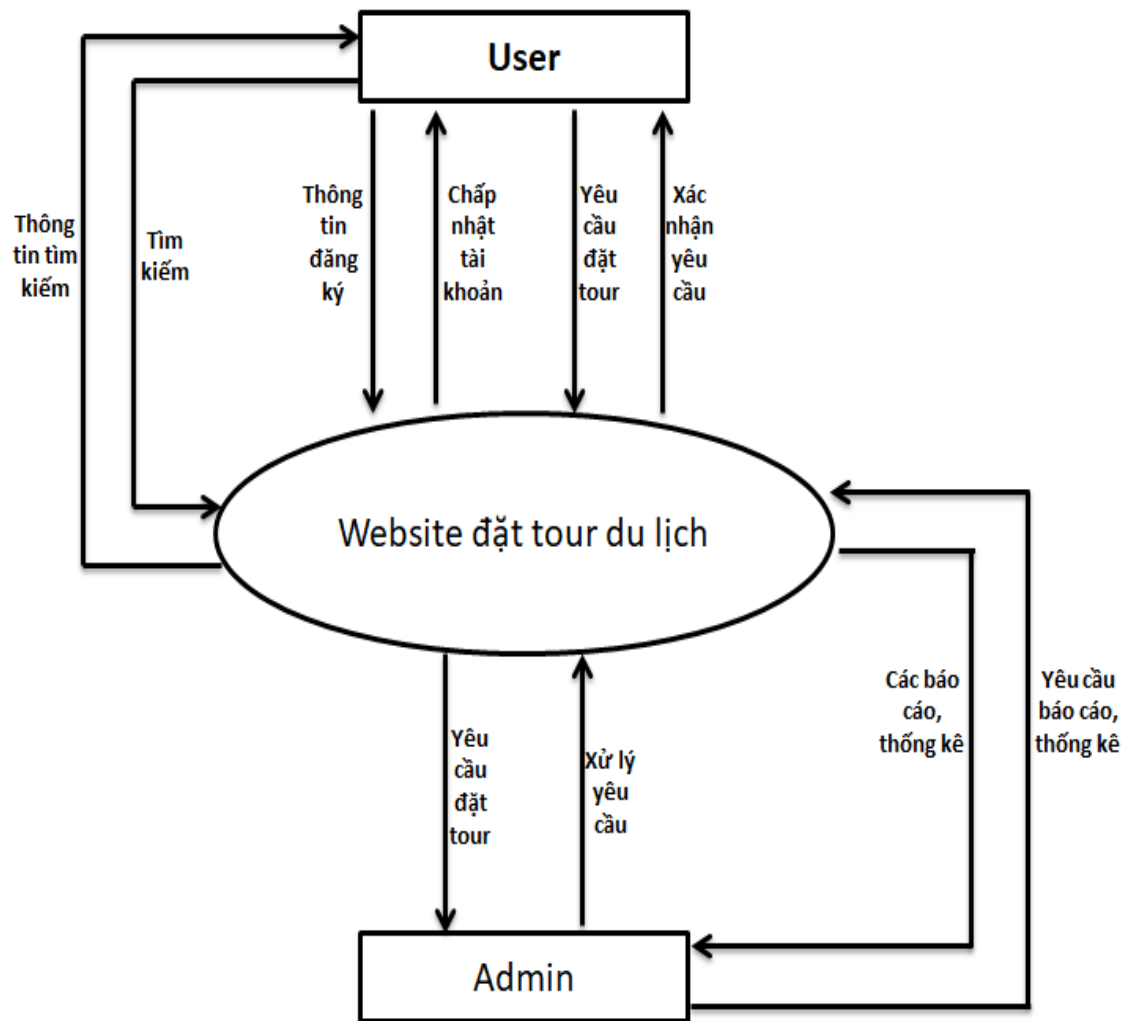 User
Thông
tin tìm
kiếm
Tìm
kiếm
Thông
tin
đăng
ký
Chấp
nhật
tài
khoản
Yêu
cầu
đặt
tour
Xác
nhận
yêu
cầu
Website đặt tour du lịch
Yêu
cầu
đặt
tour
Xử lý
yêu
cầu
Các báo
cáo,
thống kê
Yêu cầu
báo cáo,
thống kê
Admin